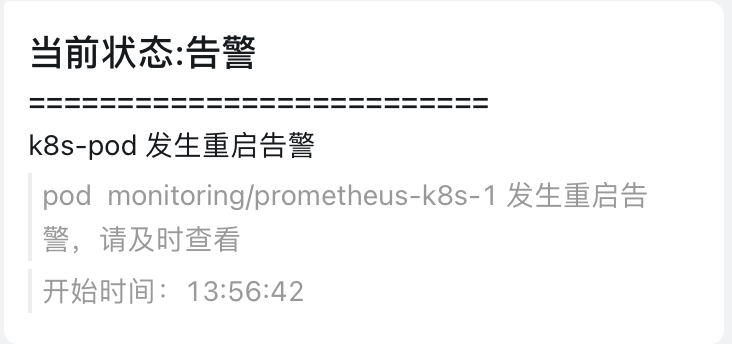 当前状态:告警
==========================
k8s-pod 发生重启告警
pod  monitoring/prometheus-k8s-1 发生重启告
警，请及时查看
开始时间：13:56:42